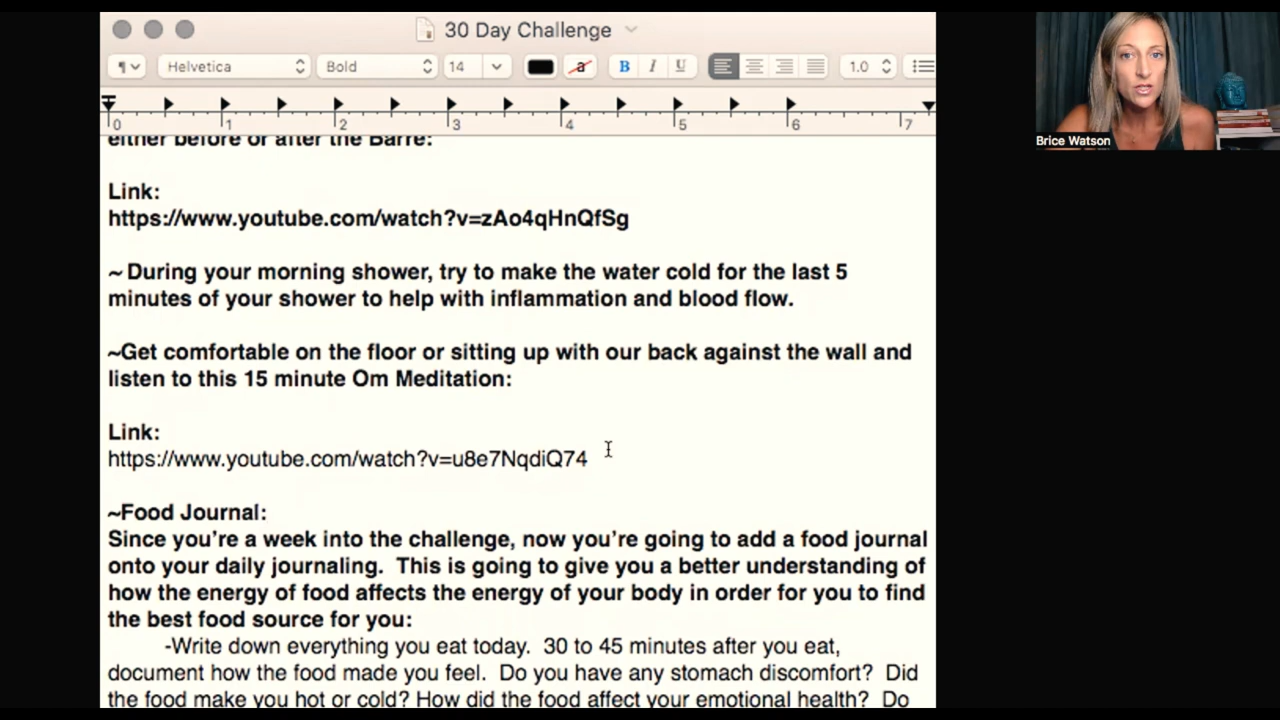 30 Day Challenge
¶ Helvetica Bold 14 a B I U 1.0
0 1 2 3 4 5 6 7
either before or after the Barre:
Link:
https://www.youtube.com/watch?v=zAo4qHnQfSg
~ During your morning shower, try to make the water cold for the last 5
minutes of your shower to help with inflammation and blood flow.
~Get comfortable on the floor or sitting up with our back against the wall and
listen to this 15 minute Om Meditation:
Link:
https://www.youtube.com/watch?v=u8e7NqdiQ74
~Food Journal:
Since you’re a week into the challenge, now you’re going to add a food journal
onto your daily journaling.  This is going to give you a better understanding of
how the energy of food affects the energy of your body in order for you to find
the best food source for you:
-Write down everything you eat today.  30 to 45 minutes after you eat,
document how the food made you feel.  Do you have any stomach discomfort?  Did
the food make you hot or cold? How did the food affect your emotional health?  Do
Brice Watson